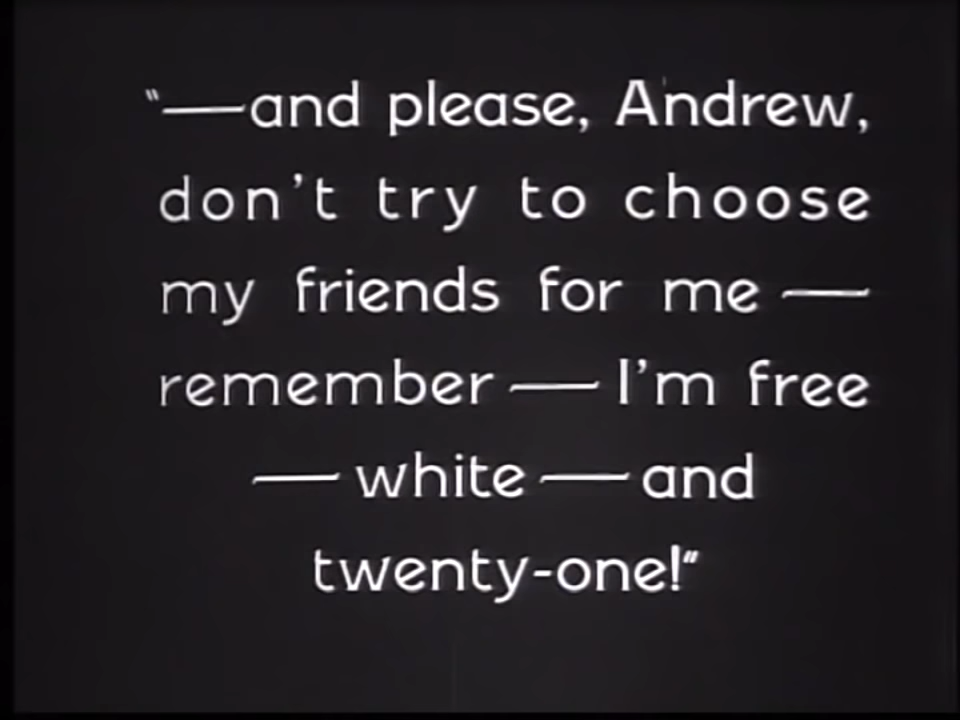 "—and please, Andrew,
don't try to choose
my friends for me —
remember — I'm free
— white — and
twenty-one!"